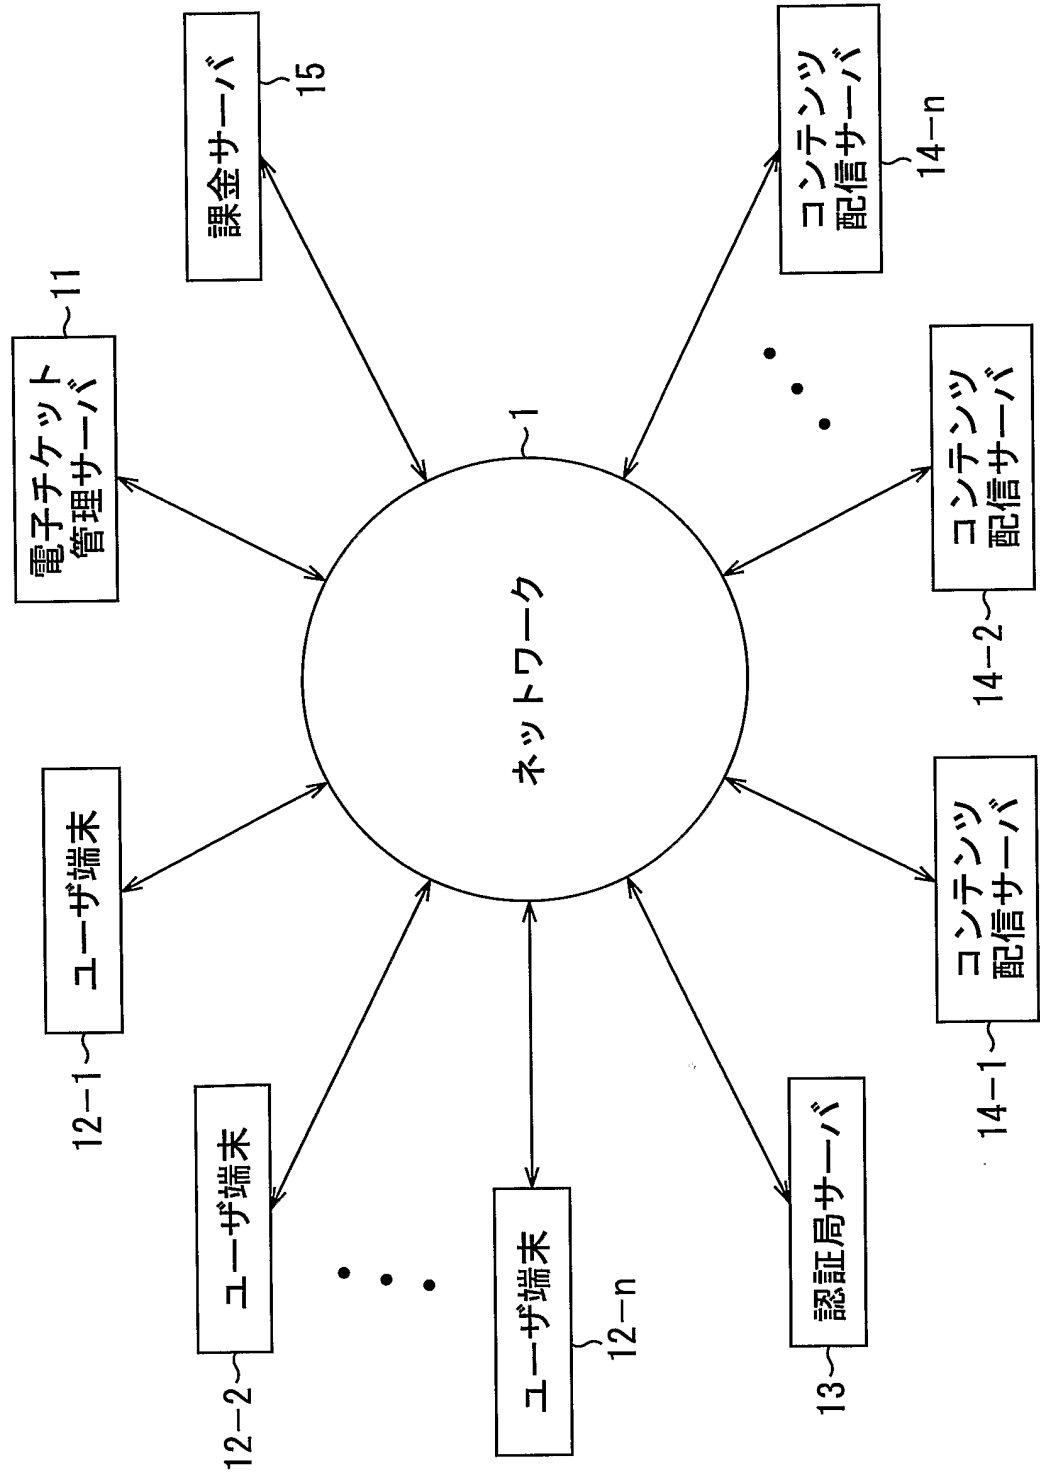 電子チケット
管理サーバ
11
課金サーバ
15
ユーザ端末
12-1
ユーザ端末
12-2
ユーザ端末
12-n
ネットワーク
1
認証局サーバ
13
コンテンツ
配信サーバ
14-1
コンテンツ
配信サーバ
14-2
コンテンツ
配信サーバ
14-n